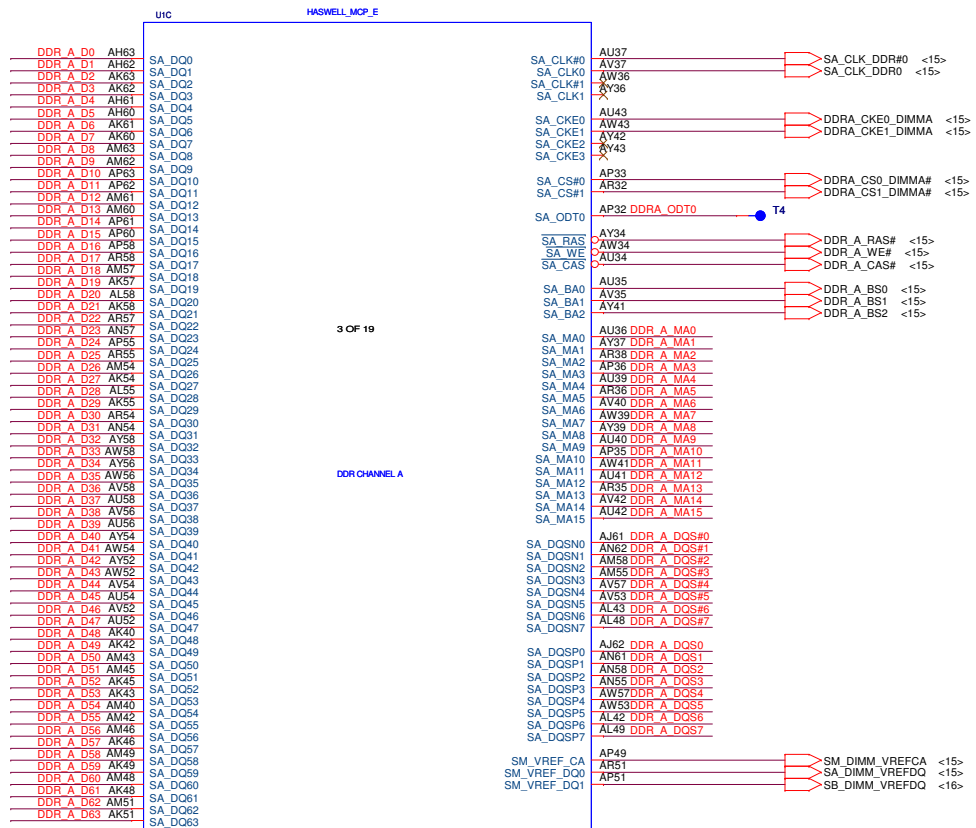 U1C
HASWELL_MCP_E
DDR_A_D0 AH63 SA_DQ0
DDR_A_D1 AH62 SA_DQ1
DDR_A_D2 AK63 SA_DQ2
DDR_A_D3 AK62 SA_DQ3
DDR_A_D4 AH61 SA_DQ4
DDR_A_D5 AH60 SA_DQ5
DDR_A_D6 AK61 SA_DQ6
DDR_A_D7 AK60 SA_DQ7
DDR_A_D8 AM63 SA_DQ8
DDR_A_D9 AM62 SA_DQ9
DDR_A_D10 AP63 SA_DQ10
DDR_A_D11 AP62 SA_DQ11
DDR_A_D12 AM61 SA_DQ12
DDR_A_D13 AM60 SA_DQ13
DDR_A_D14 AP61 SA_DQ14
DDR_A_D15 AP60 SA_DQ15
DDR_A_D16 AP58 SA_DQ16
DDR_A_D17 AR58 SA_DQ17
DDR_A_D18 AM57 SA_DQ18
DDR_A_D19 AK57 SA_DQ19
DDR_A_D20 AL58 SA_DQ20
DDR_A_D21 AK58 SA_DQ21
DDR_A_D22 AR57 SA_DQ22
DDR_A_D23 AN57 SA_DQ23
DDR_A_D24 AP55 SA_DQ24
DDR_A_D25 AR55 SA_DQ25
DDR_A_D26 AM54 SA_DQ26
DDR_A_D27 AK54 SA_DQ27
DDR_A_D28 AL55 SA_DQ28
DDR_A_D29 AK55 SA_DQ29
DDR_A_D30 AR54 SA_DQ30
DDR_A_D31 AN54 SA_DQ31
DDR_A_D32 AY58 SA_DQ32
DDR_A_D33 AW58 SA_DQ33
DDR_A_D34 AY56 SA_DQ34
DDR_A_D35 AW56 SA_DQ35
DDR_A_D36 AV58 SA_DQ36
DDR_A_D37 AU58 SA_DQ37
DDR_A_D38 AV56 SA_DQ38
DDR_A_D39 AU56 SA_DQ39
DDR_A_D40 AY54 SA_DQ40
DDR_A_D41 AW54 SA_DQ41
DDR_A_D42 AY52 SA_DQ42
DDR_A_D43 AW52 SA_DQ43
DDR_A_D44 AV54 SA_DQ44
DDR_A_D45 AU54 SA_DQ45
DDR_A_D46 AV52 SA_DQ46
DDR_A_D47 AU52 SA_DQ47
DDR_A_D48 AK40 SA_DQ48
DDR_A_D49 AK42 SA_DQ49
DDR_A_D50 AM43 SA_DQ50
DDR_A_D51 AM45 SA_DQ51
DDR_A_D52 AK45 SA_DQ52
DDR_A_D53 AK43 SA_DQ53
DDR_A_D54 AM40 SA_DQ54
DDR_A_D55 AM42 SA_DQ55
DDR_A_D56 AM46 SA_DQ56
DDR_A_D57 AK46 SA_DQ57
DDR_A_D58 AM49 SA_DQ58
DDR_A_D59 AK49 SA_DQ59
DDR_A_D60 AM48 SA_DQ60
DDR_A_D61 AK48 SA_DQ61
DDR_A_D62 AM51 SA_DQ62
DDR_A_D63 AK51 SA_DQ63
3 OF 19
DDR CHANNEL A
SA_CLK#0 AU37 SA_CLK_DDR#0 <15>
SA_CLK0 AV37 SA_CLK_DDR0 <15>
SA_CLK#1 AW36
SA_CLK1 AY36
SA_CKE0 AU43 DDRA_CKE0_DIMMA <15>
SA_CKE1 AW43 DDRA_CKE1_DIMMA <15>
SA_CKE2 AY42
SA_CKE3 AY43
SA_CS#0 AP33 DDRA_CS0_DIMMA# <15>
SA_CS#1 AR32 DDRA_CS1_DIMMA# <15>
SA_ODT0 AP32 DDRA_ODT0 T4
SA_RAS AY34 DDR_A_RAS# <15>
SA_WE AW34 DDR_A_WE# <15>
SA_CAS AU34 DDR_A_CAS# <15>
SA_BA0 AU35 DDR_A_BS0 <15>
SA_BA1 AV35 DDR_A_BS1 <15>
SA_BA2 AY41 DDR_A_BS2 <15>
SA_MA0 AU36 DDR_A_MA0
SA_MA1 AY37 DDR_A_MA1
SA_MA2 AR38 DDR_A_MA2
SA_MA3 AP36 DDR_A_MA3
SA_MA4 AU39 DDR_A_MA4
SA_MA5 AR36 DDR_A_MA5
SA_MA6 AV40 DDR_A_MA6
SA_MA7 AW39 DDR_A_MA7
SA_MA8 AY39 DDR_A_MA8
SA_MA9 AU40 DDR_A_MA9
SA_MA10 AP35 DDR_A_MA10
SA_MA11 AW41 DDR_A_MA11
SA_MA12 AU41 DDR_A_MA12
SA_MA13 AR35 DDR_A_MA13
SA_MA14 AV42 DDR_A_MA14
SA_MA15 AU42 DDR_A_MA15
SA_DQSN0 AJ61 DDR_A_DQS#0
SA_DQSN1 AN62 DDR_A_DQS#1
SA_DQSN2 AM58 DDR_A_DQS#2
SA_DQSN3 AM55 DDR_A_DQS#3
SA_DQSN4 AV57 DDR_A_DQS#4
SA_DQSN5 AV53 DDR_A_DQS#5
SA_DQSN6 AL43 DDR_A_DQS#6
SA_DQSN7 AL48 DDR_A_DQS#7
SA_DQSP0 AJ62 DDR_A_DQS0
SA_DQSP1 AN61 DDR_A_DQS1
SA_DQSP2 AN58 DDR_A_DQS2
SA_DQSP3 AN55 DDR_A_DQS3
SA_DQSP4 AW57 DDR_A_DQS4
SA_DQSP5 AW53 DDR_A_DQS5
SA_DQSP6 AL42 DDR_A_DQS6
SA_DQSP7 AL49 DDR_A_DQS7
SM_VREF_CA AP49 SM_DIMM_VREFCA <15>
SM_VREF_DQ0 AR51 SA_DIMM_VREFDQ <15>
SM_VREF_DQ1 AP51 SB_DIMM_VREFDQ <16>